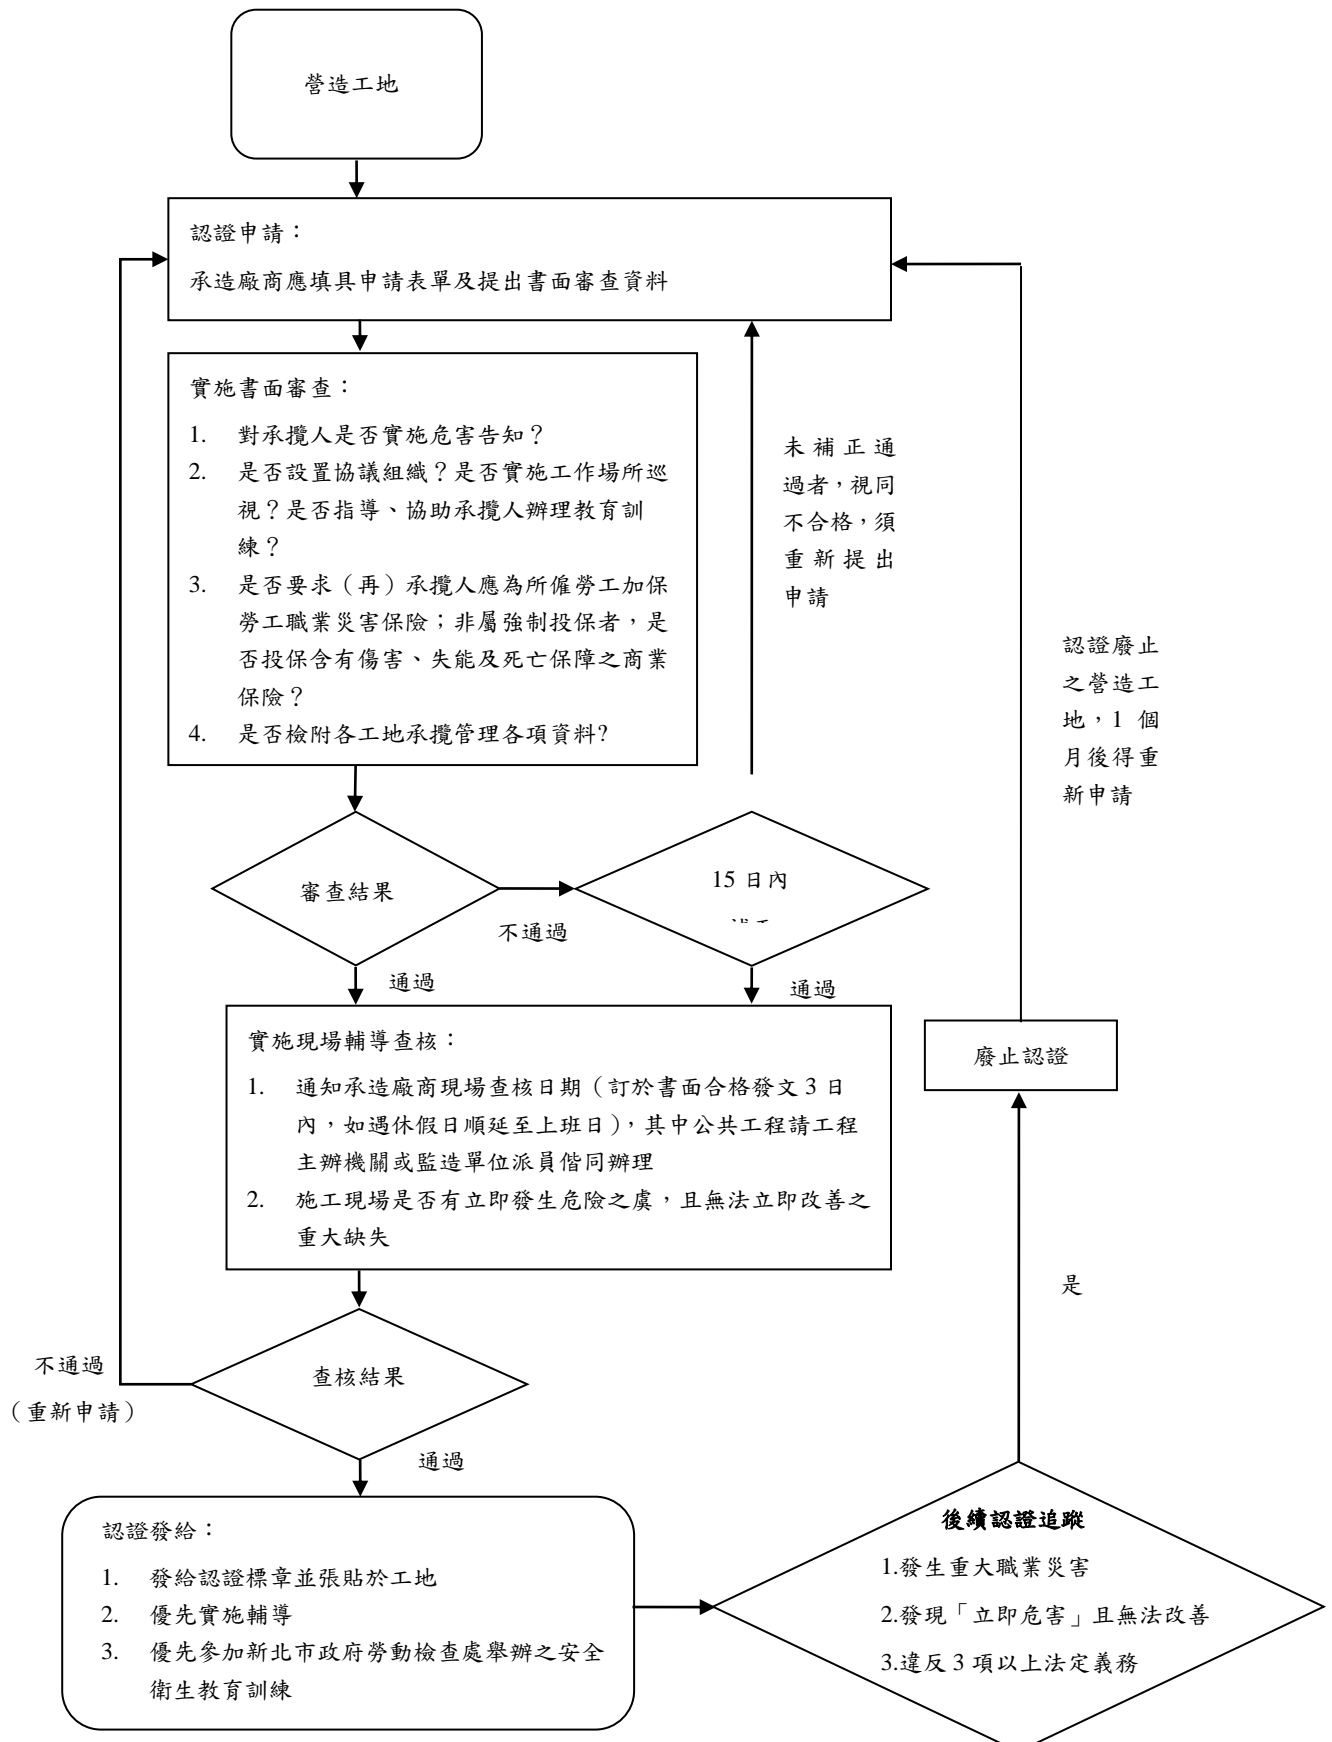 營造工地
認證申請：
承造廠商應填具申請表單及提出書面審查資料
實施書面審查：
1. 對承攬人是否實施危害告知？
2. 是否設置協議組織？是否實施工作場所巡
視？是否指導、協助承攬人辦理教育訓
練？
3. 是否要求（再）承攬人應為所僱勞工加保
勞工職業災害保險；非屬強制投保者，是
否投保含有傷害、失能及死亡保障之商業
保險？
4. 是否檢附各工地承攬管理各項資料?
未補正通
過者，視同
不合格，須
重新提出
申請
認證廢止
之營造工
地，1 個
月後得重
新申請
審查結果
不通過
15 日內
通過
通過
實施現場輔導查核：
1. 通知承造廠商現場查核日期（訂於書面合格發文 3 日
內，如遇休假日順延至上班日），其中公共工程請工程
主辦機關或監造單位派員偕同辦理
2. 施工現場是否有立即發生危險之虞，且無法立即改善之
重大缺失
廢止認證
是
查核結果
不通過
（重新申請）
通過
認證發給：
1. 發給認證標章並張貼於工地
2. 優先實施輔導
3. 優先參加新北市政府勞動檢查處舉辦之安全
衛生教育訓練
後續認證追蹤
1.發生重大職業災害
2.發現「立即危害」且無法改善
3.違反 3 項以上法定義務